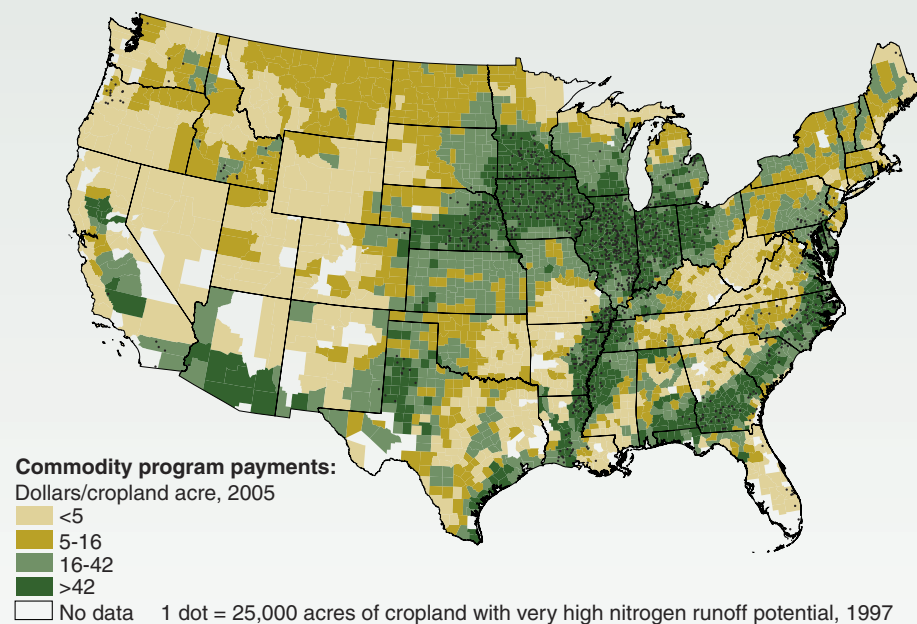 Commodity program payments:
Dollars/cropland acre, 2005
<5
5-16
16-42
>42
No data 1 dot = 25,000 acres of cropland with very high nitrogen runoff potential, 1997